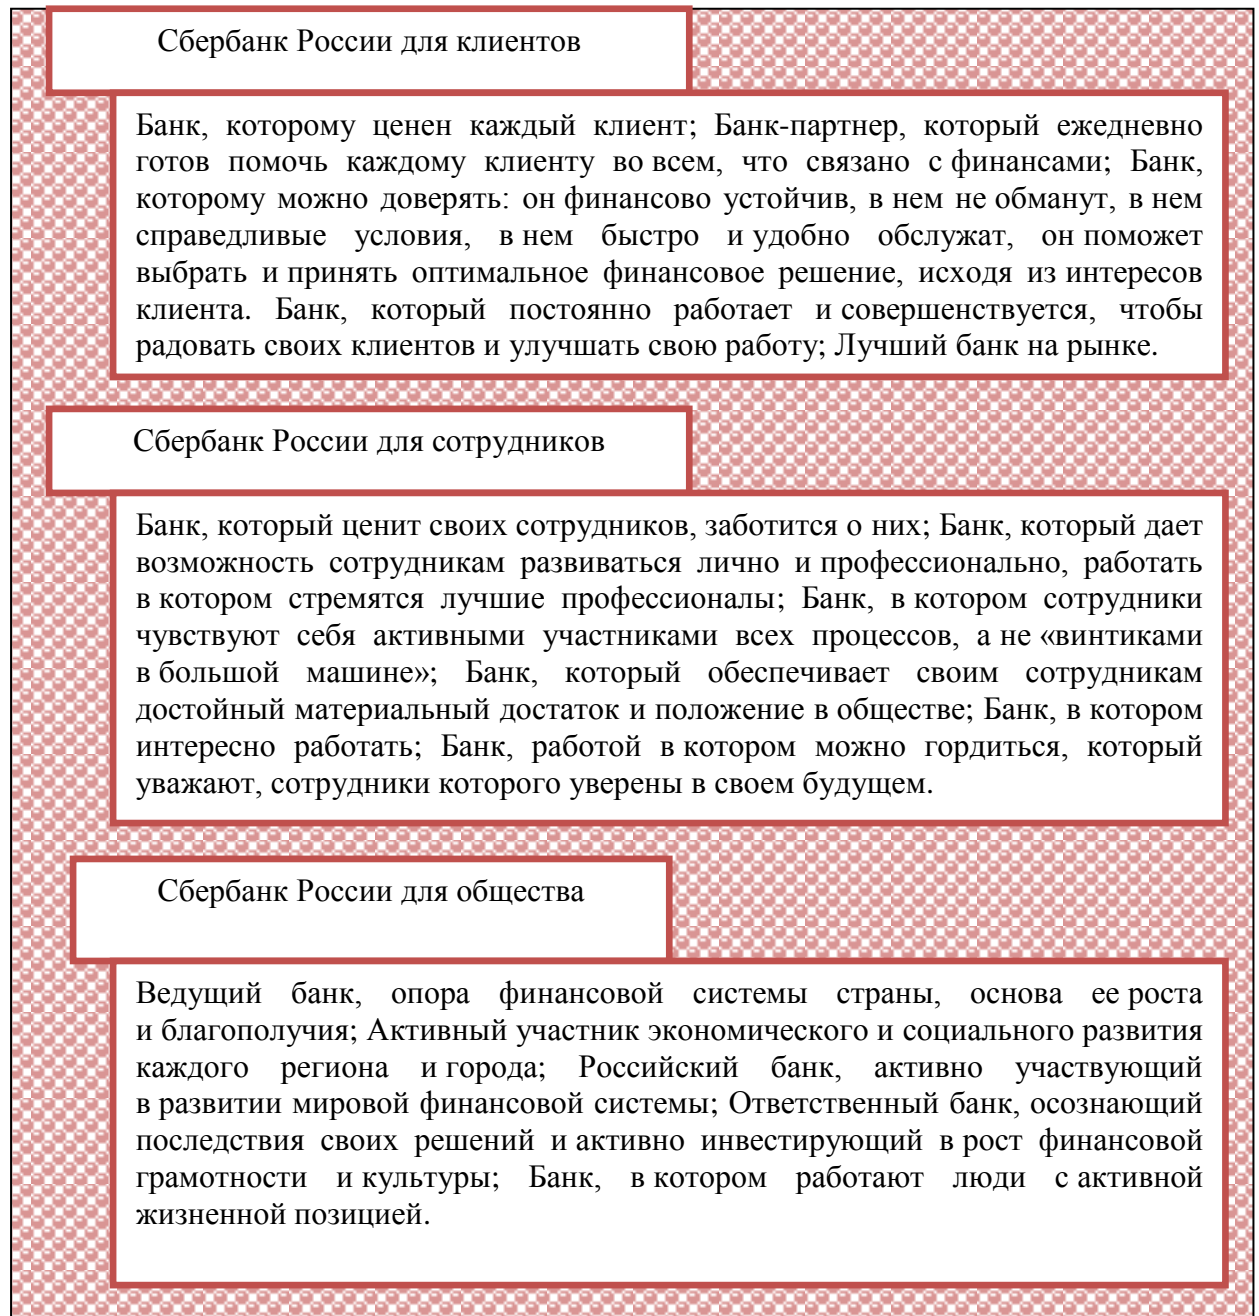 Сбербанк России для клиентов
Банк, которому ценен каждый клиент; Банк-партнер, который ежедневно
готов помочь каждому клиенту во всем, что связано с финансами; Банк,
которому можно доверять: он финансово устойчив, в нем не обманут, в нем
справедливые условия, в нем быстро и удобно обслужат, он поможет
выбрать и принять оптимальное финансовое решение, исходя из интересов
клиента. Банк, который постоянно работает и совершенствуется, чтобы
радовать своих клиентов и улучшать свою работу; Лучший банк на рынке.
Сбербанк России для сотрудников
Банк, который ценит своих сотрудников, заботится о них; Банк, который дает
возможность сотрудникам развиваться лично и профессионально, работать
в котором стремятся лучшие профессионалы; Банк, в котором сотрудники
чувствуют себя активными участниками всех процессов, а не «винтиками
в большой машине»; Банк, который обеспечивает своим сотрудникам
достойный материальный достаток и положение в обществе; Банк, в котором
интересно работать; Банк, работой в котором можно гордиться, который
уважают, сотрудники которого уверены в своем будущем.
Сбербанк России для общества
Ведущий банк, опора финансовой системы страны, основа ее роста
и благополучия; Активный участник экономического и социального развития
каждого региона и города; Российский банк, активно участвующий
в развитии мировой финансовой системы; Ответственный банк, осознающий
последствия своих решений и активно инвестирующий в рост финансовой
грамотности и культуры; Банк, в котором работают люди с активной
жизненной позицией.